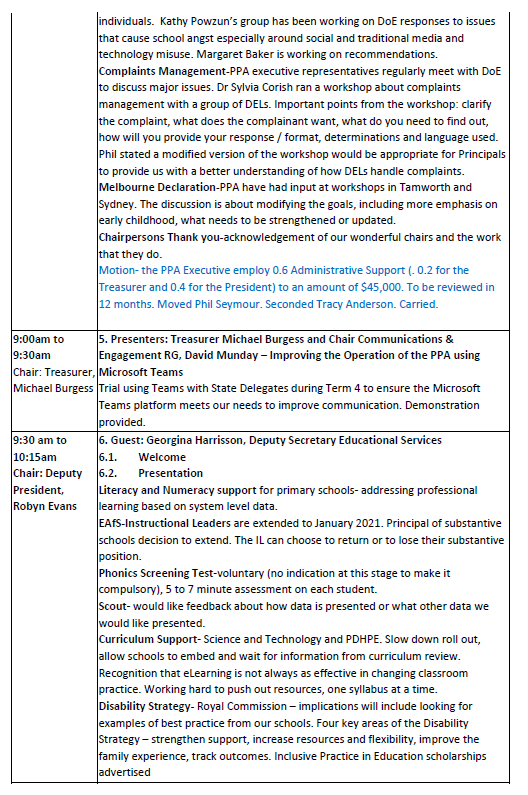 individuals.  Kathy Powzun's group has been working on DoE responses to issues
that cause school angst especially around social and traditional media and
technology misuse. Margaret Baker is working on recommendations.
Complaints Management-PPA executive representatives regularly meet with DoE
to discuss major issues. Dr Sylvia Corish ran a workshop about complaints
management with a group of DELs. Important points from the workshop: clarify
the complaint, what does the complainant want, what do you need to find out,
how will you provide your response / format, determinations and language used.
Phil stated a modified version of the workshop would be appropriate for Principals
to provide us with a better understanding of how DELs handle complaints.
Melbourne Declaration-PPA have had input at workshops in Tamworth and
Sydney. The discussion is about modifying the goals, including more emphasis on
early childhood, what needs to be strengthened or updated.
Chairpersons Thank you-acknowledgement of our wonderful chairs and the work
that they do.
Motion- the PPA Executive employ 0.6 Administrative Support (. 0.2 for the
Treasurer and 0.4 for the President) to an amount of $45,000. To be reviewed in
12 months. Moved Phil Seymour. Seconded Tracy Anderson. Carried.
9:00am to
9:30am
Chair: Treasurer,
Michael Burgess
5. Presenters: Treasurer Michael Burgess and Chair Communications &
Engagement RG, David Munday – Improving the Operation of the PPA using
Microsoft Teams
Trial using Teams with State Delegates during Term 4 to ensure the Microsoft
Teams platform meets our needs to improve communication. Demonstration
provided.
9:30 am to
10:15am
Chair: Deputy
President,
Robyn Evans
6. Guest: Georgina Harrisson, Deputy Secretary Educational Services
6.1. Welcome
6.2. Presentation
Literacy and Numeracy support for primary schools- addressing professional
learning based on system level data.
EAfS-Instructional Leaders are extended to January 2021. Principal of substantive
schools decision to extend. The IL can choose to return or to lose their substantive
position.
Phonics Screening Test-voluntary (no indication at this stage to make it
compulsory), 5 to 7 minute assessment on each student.
Scout- would like feedback about how data is presented or what other data we
would like presented.
Curriculum Support- Science and Technology and PDHPE. Slow down roll out,
allow schools to embed and wait for information from curriculum review.
Recognition that eLearning is not always as effective in changing classroom
practice. Working hard to push out resources, one syllabus at a time.
Disability Strategy- Royal Commission – implications will include looking for
examples of best practice from our schools. Four key areas of the Disability
Strategy – strengthen support, increase resources and flexibility, improve the
family experience, track outcomes. Inclusive Practice in Education scholarships
advertised